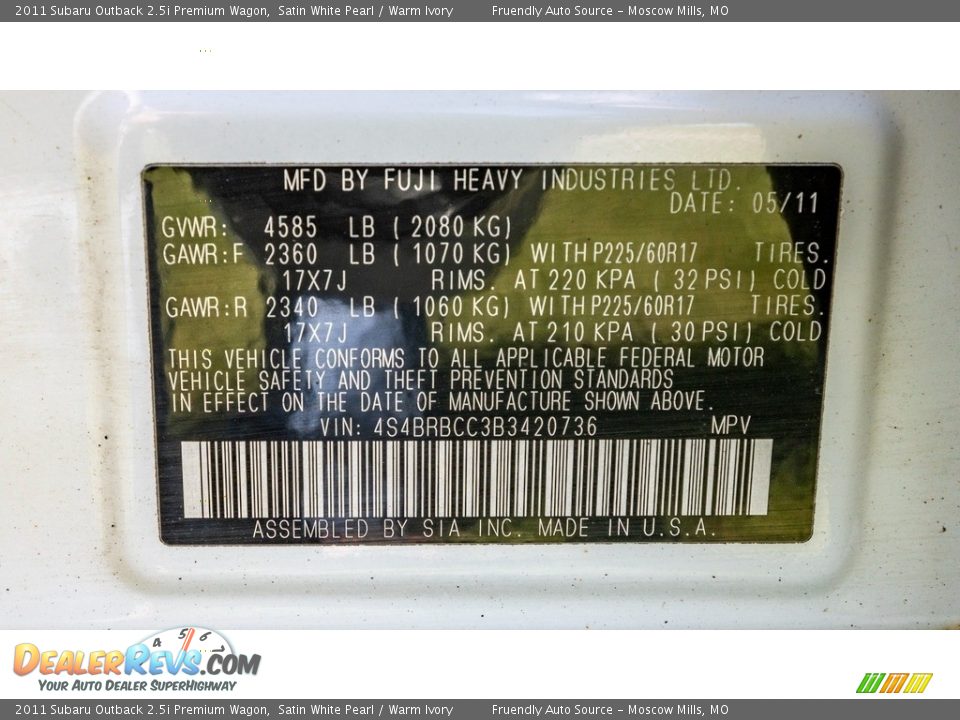 2011 Subaru Outback 2.5i Premium Wagon, Satin White Pearl / Warm Ivory Fruendly Auto Source - Moscow Mills, MO
MFD BY FUJI HEAVY INDUSTRIES LTD.
DATE: 05/11
GVWR: 4585 LB ( 2080 KG)
GAWR:F 2360 LB ( 1070 KG) WITH P225/60R17 TIRES.
17X7J RIMS. AT 220 KPA ( 32 PSI) COLD
GAWR:R 2340 LB ( 1060 KG) WITH P225/60R17 TIRES.
17X7J RIMS. AT 210 KPA ( 30 PSI) COLD
THIS VEHICLE CONFORMS TO ALL APPLICABLE FEDERAL MOTOR
VEHICLE SAFETY AND THEFT PREVENTION STANDARDS
IN EFFECT ON THE DATE OF MANUFACTURE SHOWN ABOVE.
VIN: 4S4BRBCC3B3420736 MPV
ASSEMBLED BY SIA INC. MADE IN U.S.A.
4 5 6 7
DEALERREVS.COM
YOUR AUTO DEALER SUPERHIGHWAY
2011 Subaru Outback 2.5i Premium Wagon, Satin White Pearl / Warm Ivory Fruendly Auto Source - Moscow Mills, MO